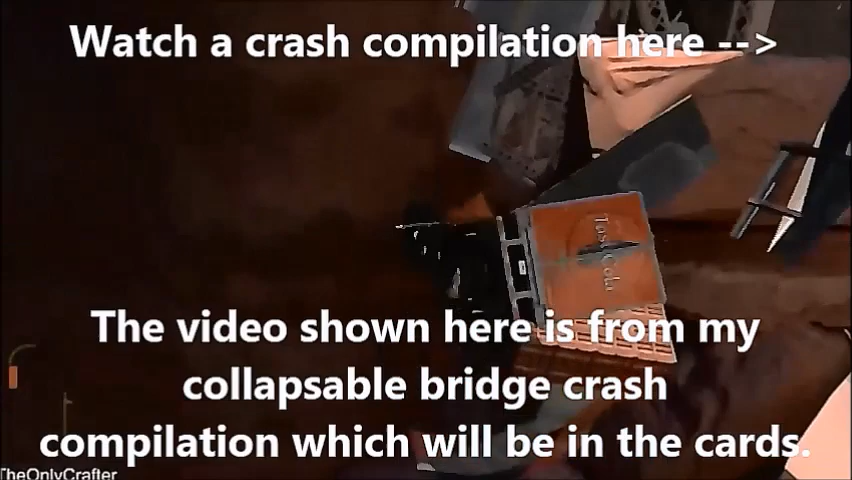 Watch a crash compilation here -->
The video shown here is from my
collapsable bridge crash
compilation which will be in the cards.
TheOnlyCrafter